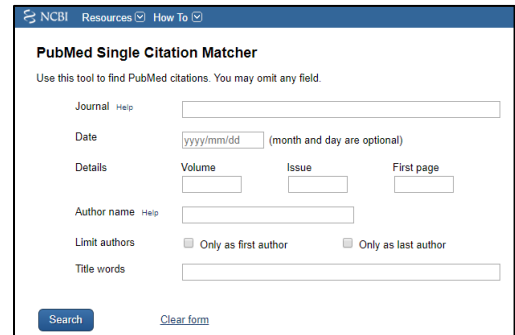 NCBI Resources How To
PubMed Single Citation Matcher
Use this tool to find PubMed citations. You may omit any field.
Journal Help
Date yyyy/mm/dd (month and day are optional)
Details Volume Issue First page
Author name Help
Limit authors Only as first author Only as last author
Title words
Search Clear form